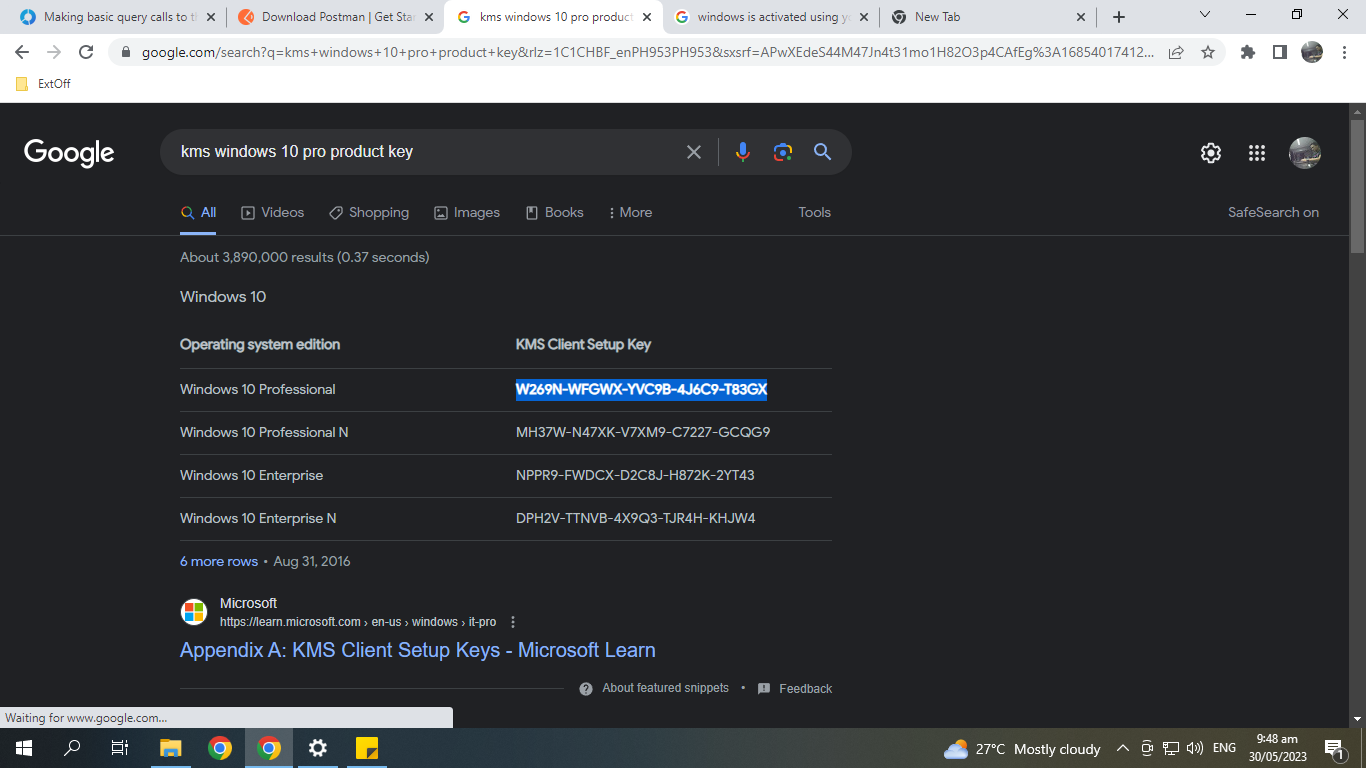 Making basic query calls to th
Download Postman | Get Star
kms windows 10 pro product
windows is activated using yo
New Tab
google.com/search?q=kms+windows+10+pro+product+key&rlz=1C1CHBF_enPH953PH953&sxsrf=APwXEdeS44M47Jn4t31mo1H82O3p4CAfEg%3A16854017412...
ExtOff
Google
kms windows 10 pro product key
All
Videos
Shopping
Images
Books
More
Tools
SafeSearch on
About 3,890,000 results (0.37 seconds)
Windows 10
Operating system edition KMS Client Setup Key
Windows 10 Professional W269N-WFGWX-YVC9B-4J6C9-T83GX
Windows 10 Professional N MH37W-N47XK-V7XM9-C7227-GCQG9
Windows 10 Enterprise NPPR9-FWDCX-D2C8J-H872K-2YT43
Windows 10 Enterprise N DPH2V-TTNVB-4X9Q3-TJR4H-KHJW4
6 more rows • Aug 31, 2016
Microsoft
https://learn.microsoft.com › en-us › windows › it-pro
Appendix A: KMS Client Setup Keys - Microsoft Learn
About featured snippets • Feedback
Waiting for www.google.com...
27°C Mostly cloudy
ENG
9:48 am
30/05/2023
1